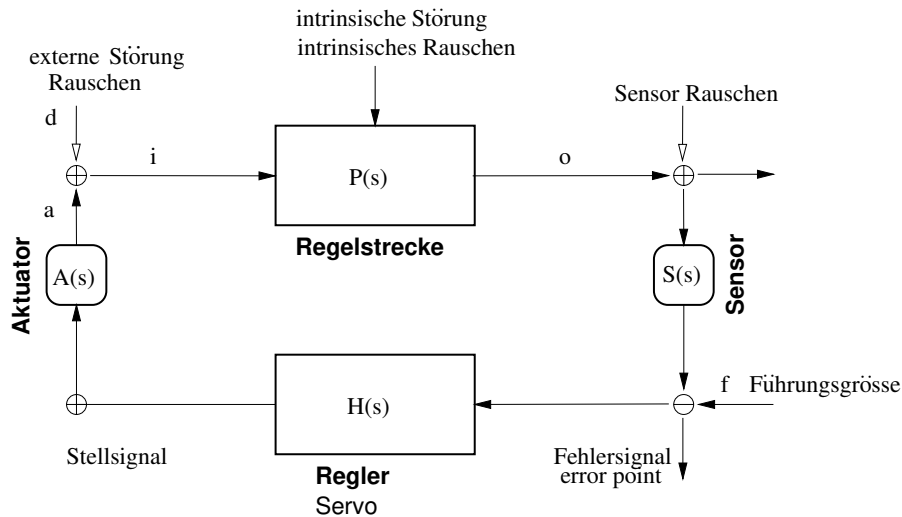 intrinsische Störung
intrinsisches Rauschen
externe Störung
Rauschen
d
Sensor Rauschen
i
P(s)
o
a
Regelstrecke
Aktuator
A(s)
S(s)
Sensor
H(s)
f Führungsgrösse
Stellsignal
Regler
Servo
Fehlersignal
error point